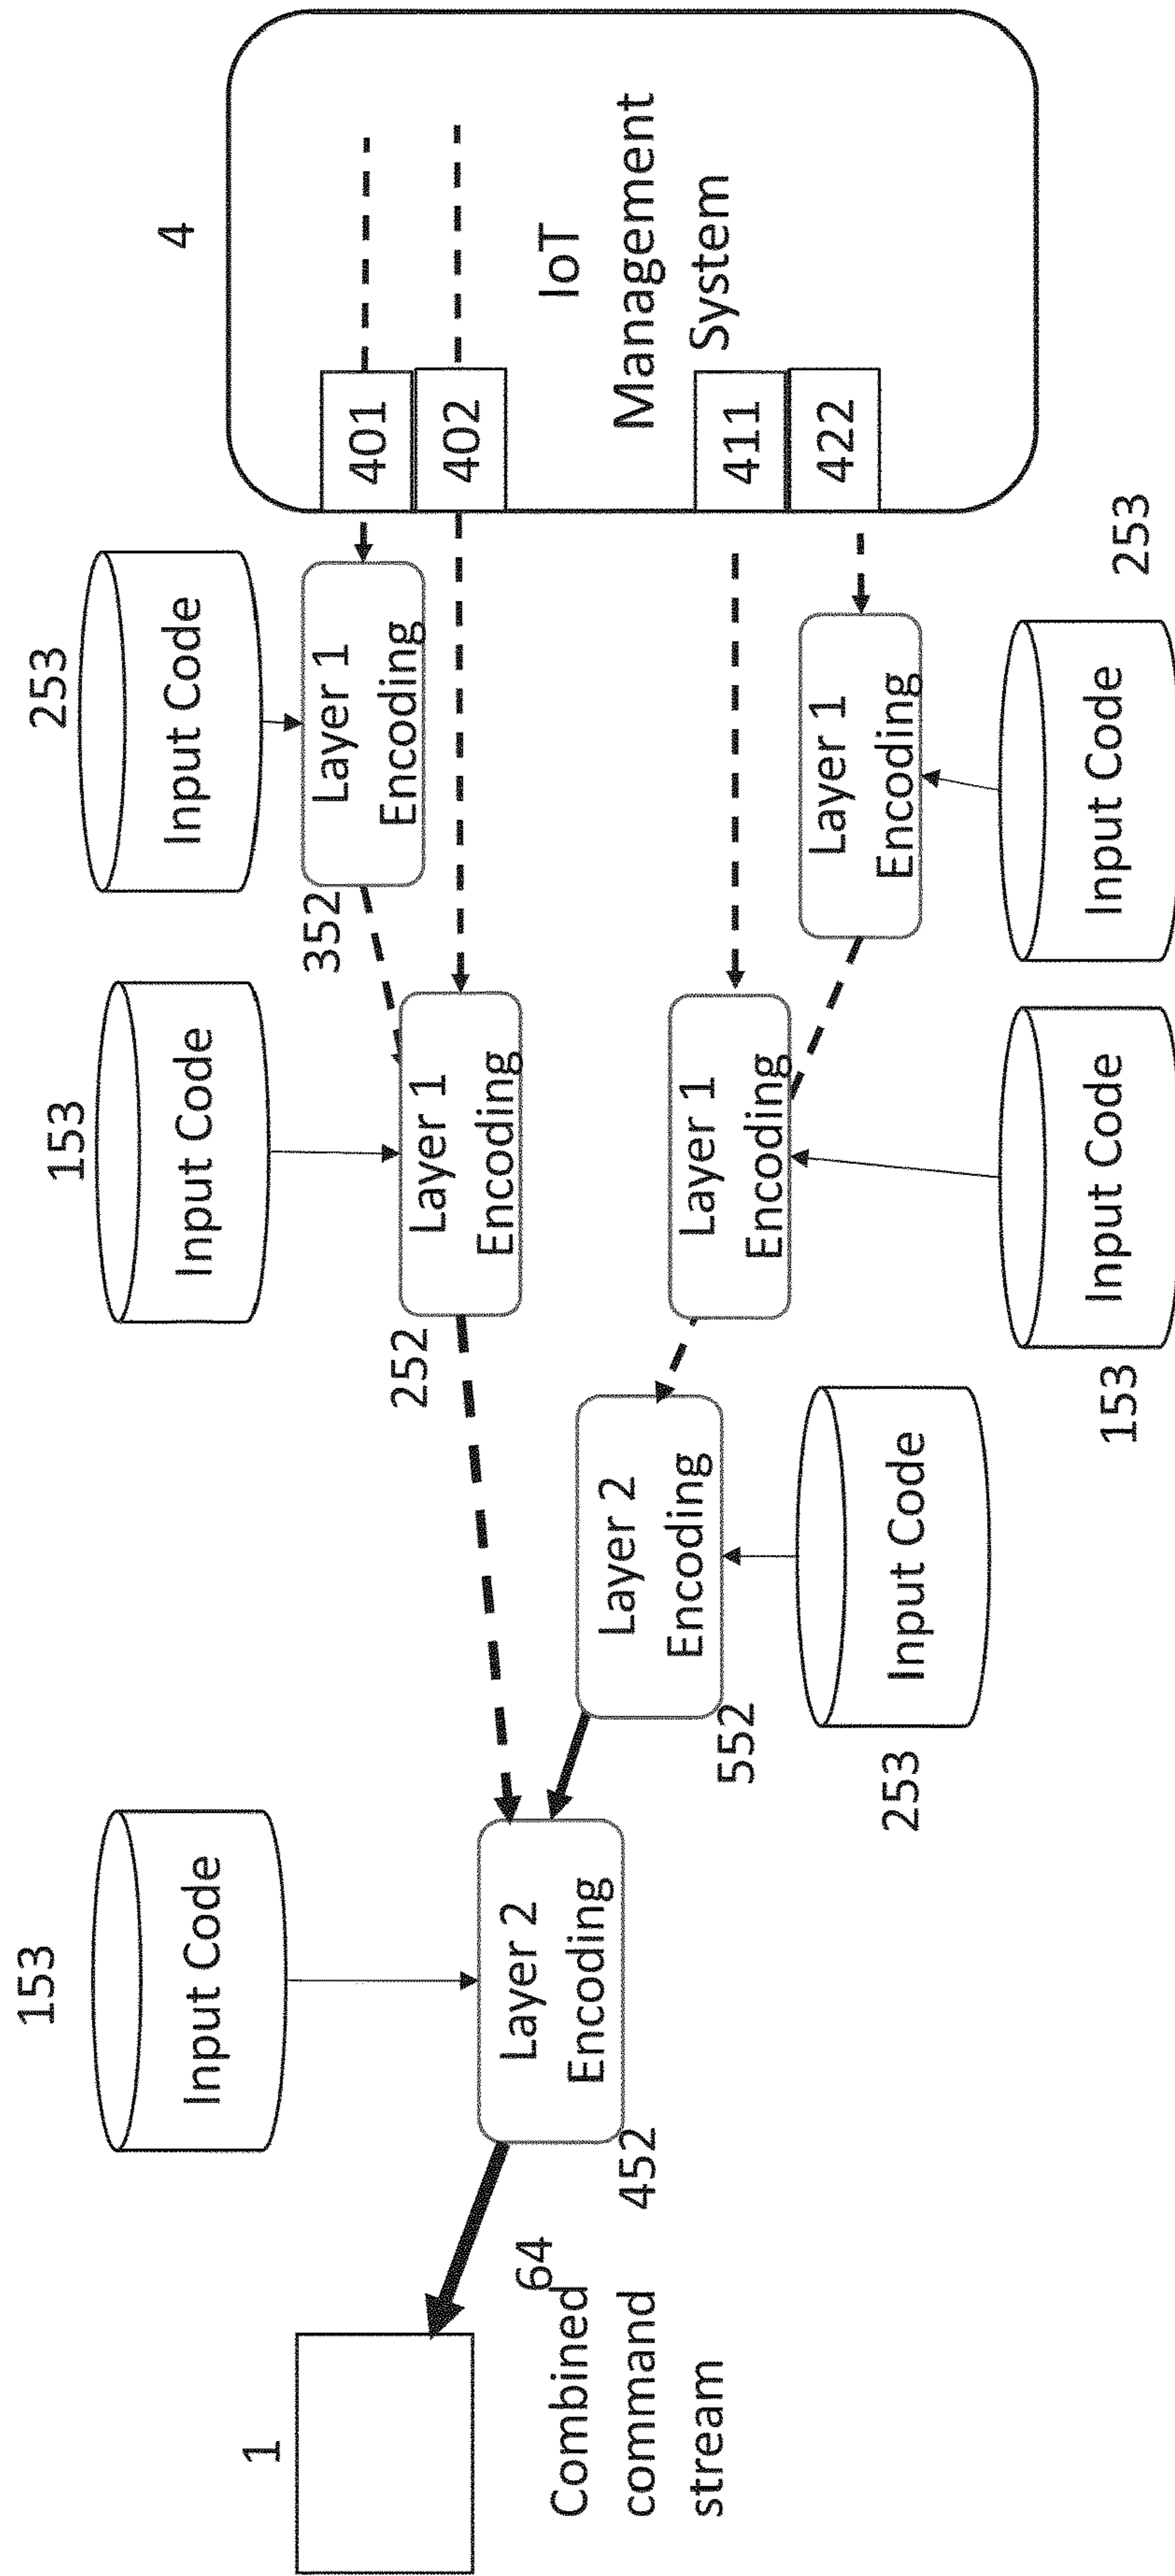 153
Input Code
153
Input Code
253
Input Code
4
1
352
Layer 1
Encoding
401
402
IoT
Management
System
252
Layer 1
Encoding
64
Combined
command
stream
452
Layer 2
Encoding
552
Layer 2
Encoding
Layer 1
Encoding
Layer 1
Encoding
411
422
253
Input Code
153
Input Code
Input Code
253